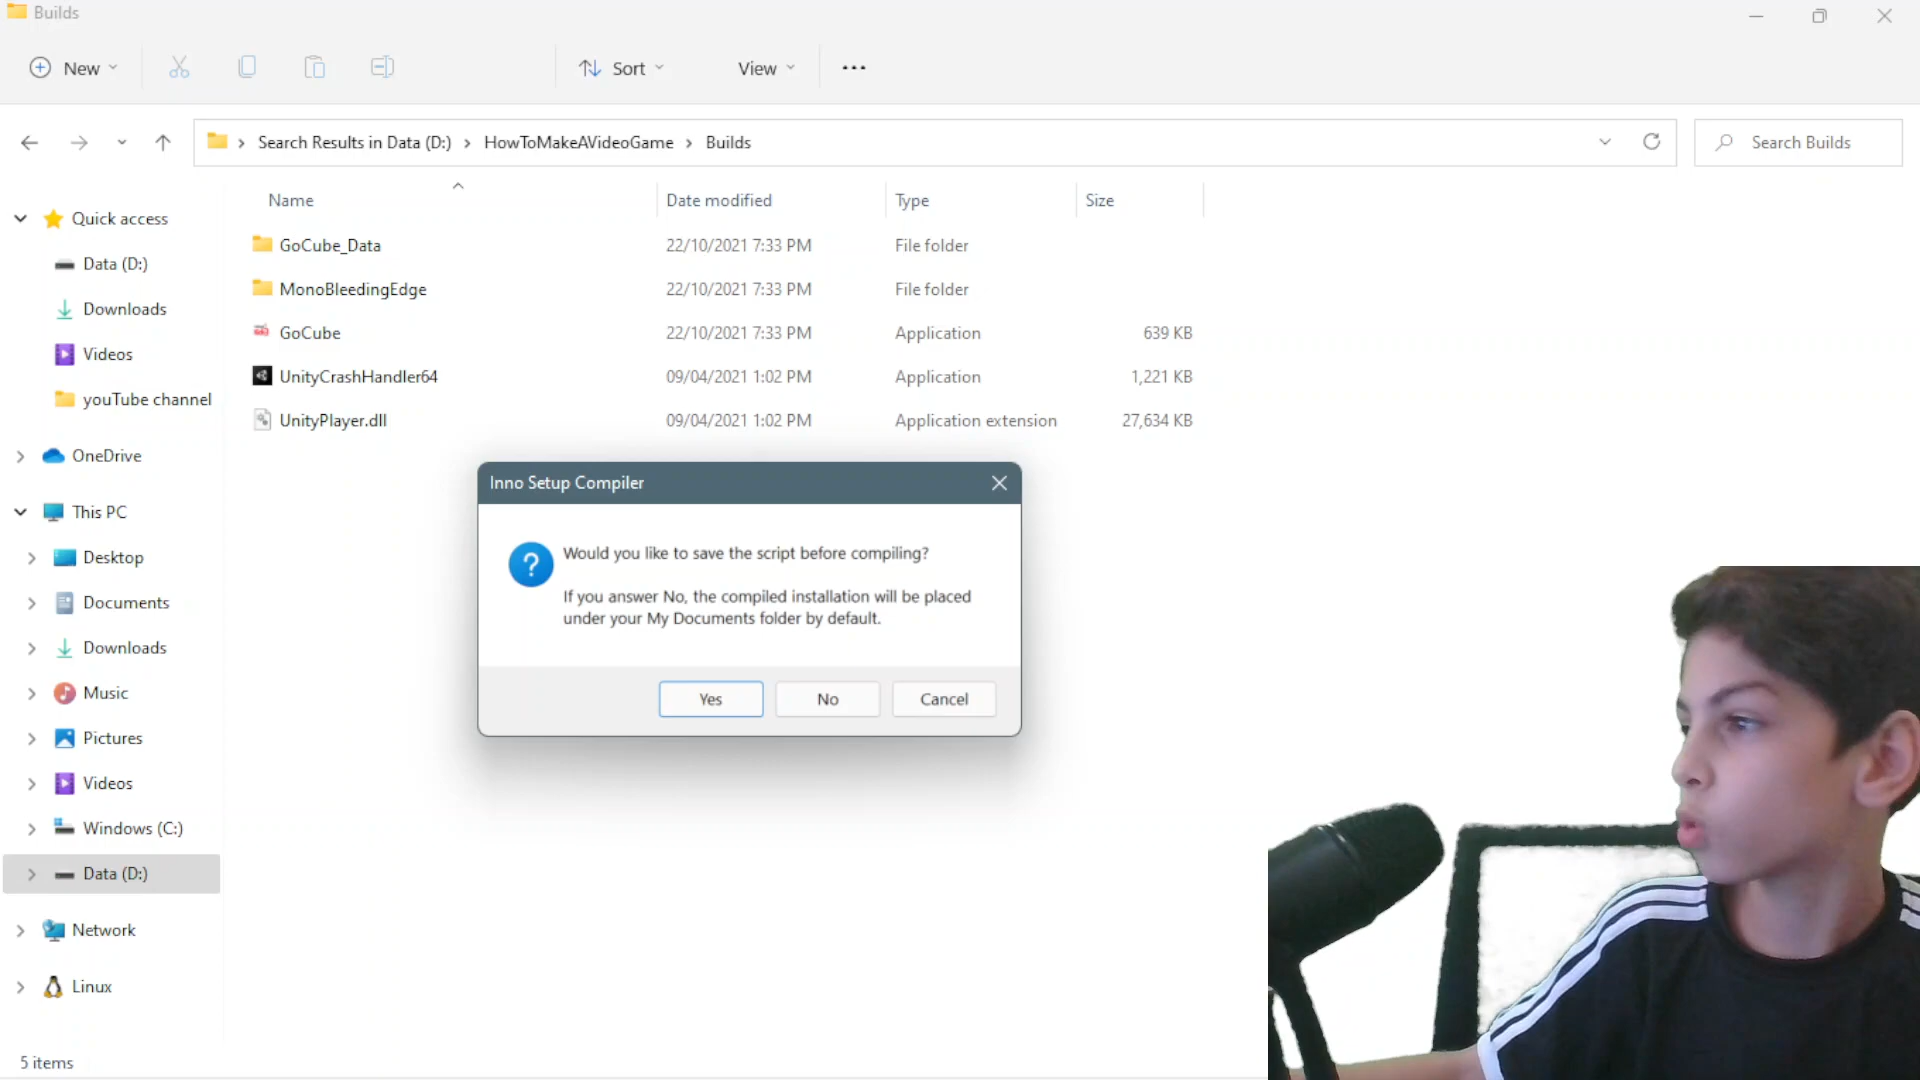 Builds
New
Sort
View
Search Results in Data (D:) > HowToMakeAVideoGame > Builds
Search Builds
Name
Date modified
Type
Size
GoCube_Data 22/10/2021 7:33 PM File folder
MonoBleedingEdge 22/10/2021 7:33 PM File folder
GoCube 22/10/2021 7:33 PM Application 639 KB
UnityCrashHandler64 09/04/2021 1:02 PM Application 1,221 KB
UnityPlayer.dll 09/04/2021 1:02 PM Application extension 27,634 KB
Quick access
Data (D:)
Downloads
Videos
youTube channel
OneDrive
This PC
Desktop
Documents
Downloads
Music
Pictures
Videos
Windows (C:)
Data (D:)
Network
Linux
5 items
Inno Setup Compiler
Would you like to save the script before compiling?
If you answer No, the compiled installation will be placed
under your My Documents folder by default.
Yes
No
Cancel